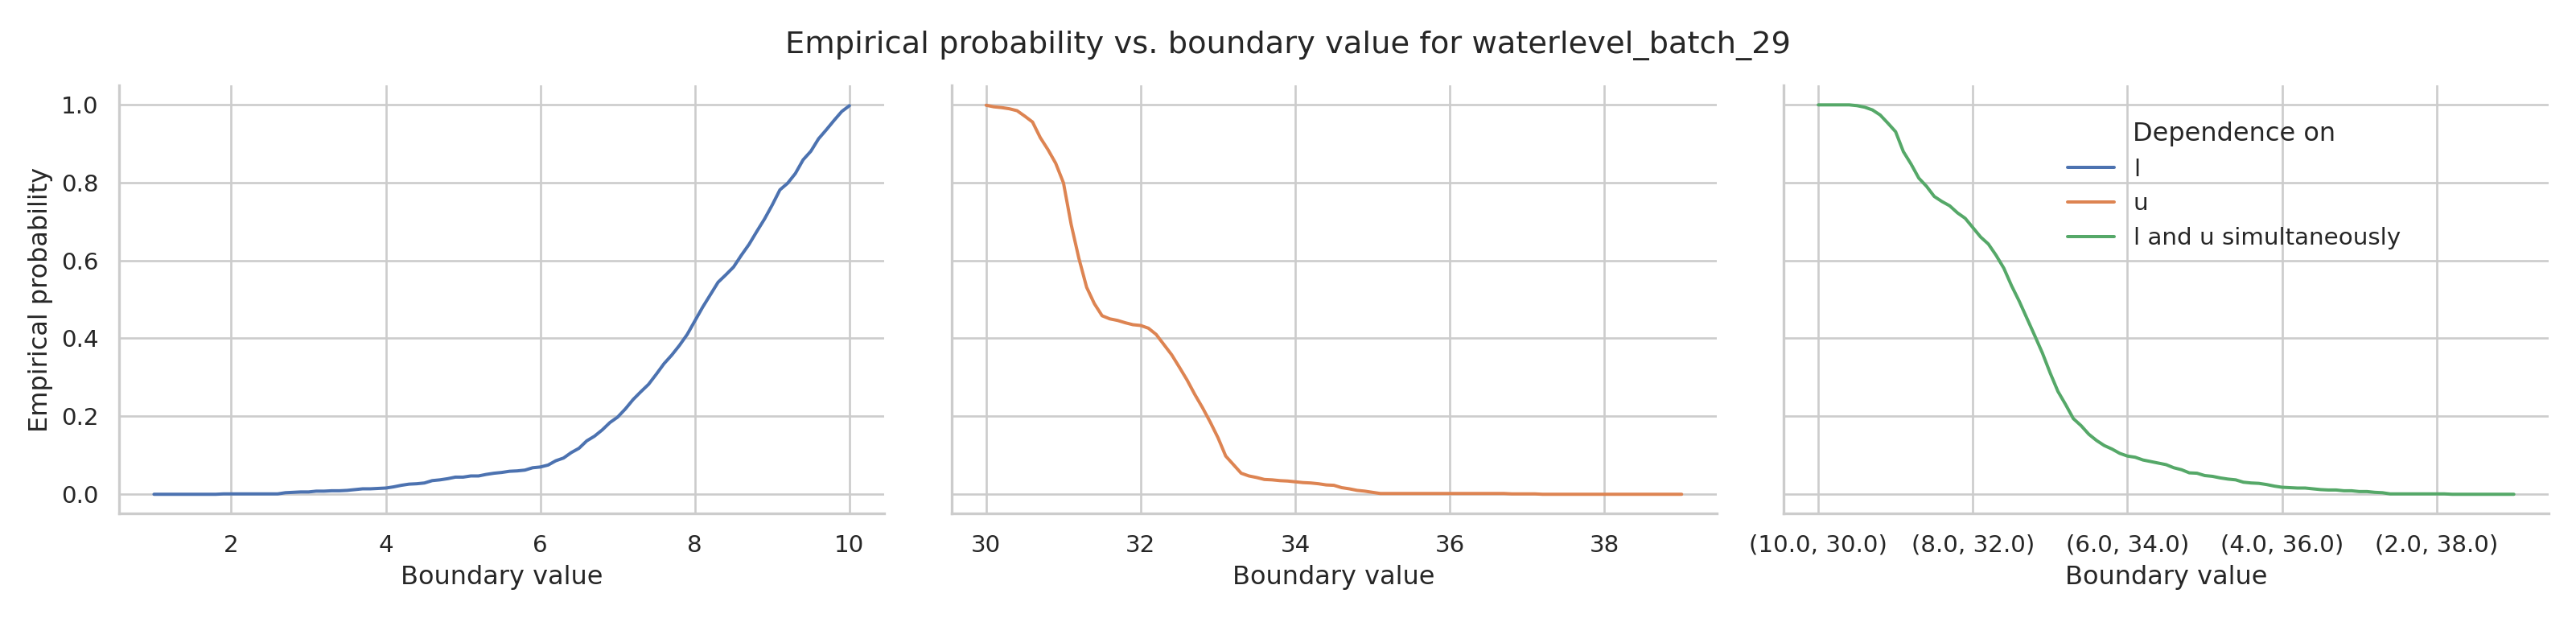 Empirical probability vs. boundary value for waterlevel_batch_29
Empirical probability
1.0
0.8
0.6
0.4
0.2
0.0
2 4 6 8 10
Boundary value
30 32 34 36 38
Boundary value
Dependence on
l
u
l and u simultaneously
(10.0, 30.0) (8.0, 32.0) (6.0, 34.0) (4.0, 36.0) (2.0, 38.0)
Boundary value